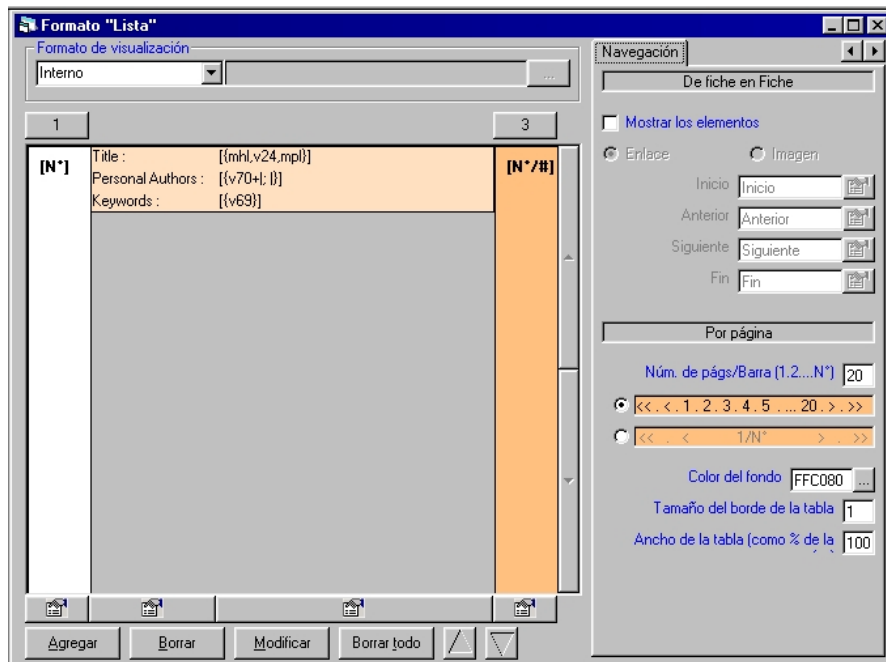 Formato "Lista"
Formato de visualización
Interno
...
1
3
[N°]
Title : [{mhl,v24,mpl}]
Personal Authors : [{v70+|; |}]
Keywords : [{v69}]
[N°/#]
Agregar
Borrar
Modificar
Borrar todo
Navegación
De fiche en Fiche
Mostrar los elementos
Enlace
Imagen
Inicio Inicio
Anterior Anterior
Siguiente Siguiente
Fin Fin
Por página
Núm. de págs/Barra (1.2....N°) 20
<< . < . 1 . 2 . 3 . 4 . 5 . ... 20 . > . >>
<< . < 1/N° > . >>
Color del fondo FFC080 ...
Tamaño del borde de la tabla 1
Ancho de la tabla (como % de la 100